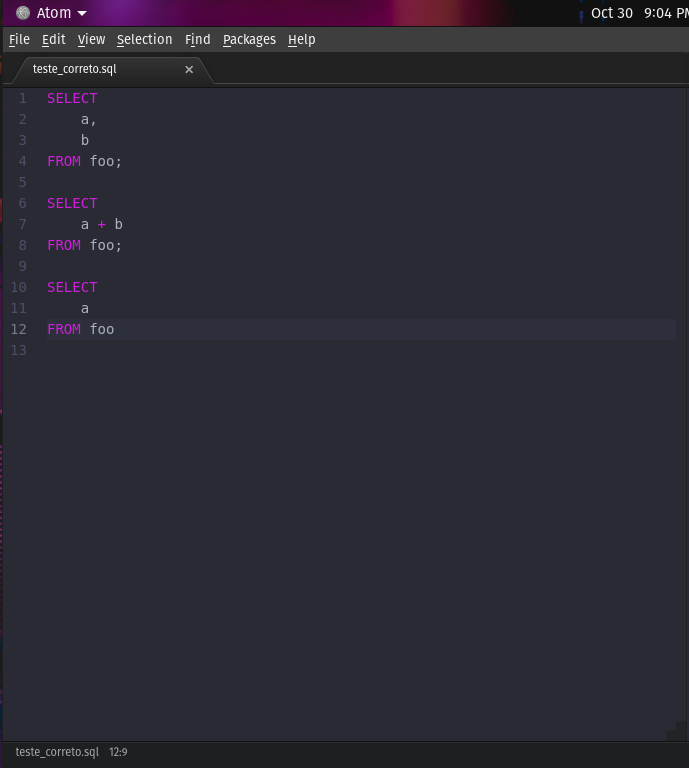 Atom Oct 30 9:04 PM
File Edit View Selection Find Packages Help
teste_correto.sql ×
1 SELECT
2     a,
3     b
4 FROM foo;
5
6 SELECT
7     a + b
8 FROM foo;
9
10 SELECT
11     a
12 FROM foo
13
teste_correto.sql 12:9